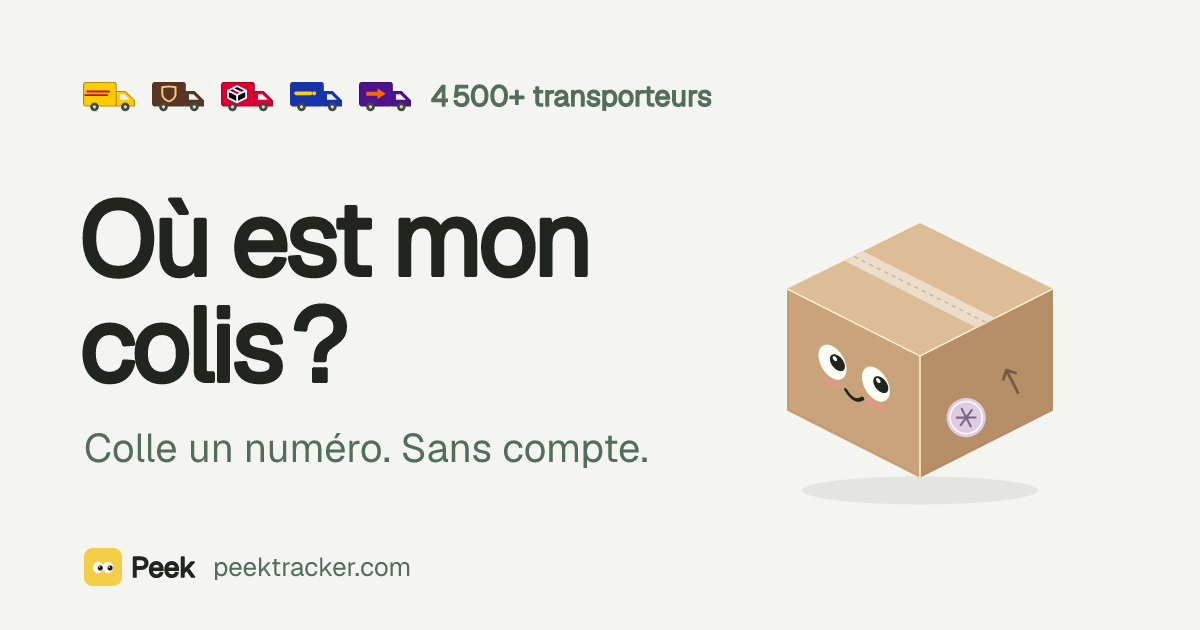 4 500+ transporteurs
Où est mon
colis ?
Colle un numéro. Sans compte.
Peek peektracker.com